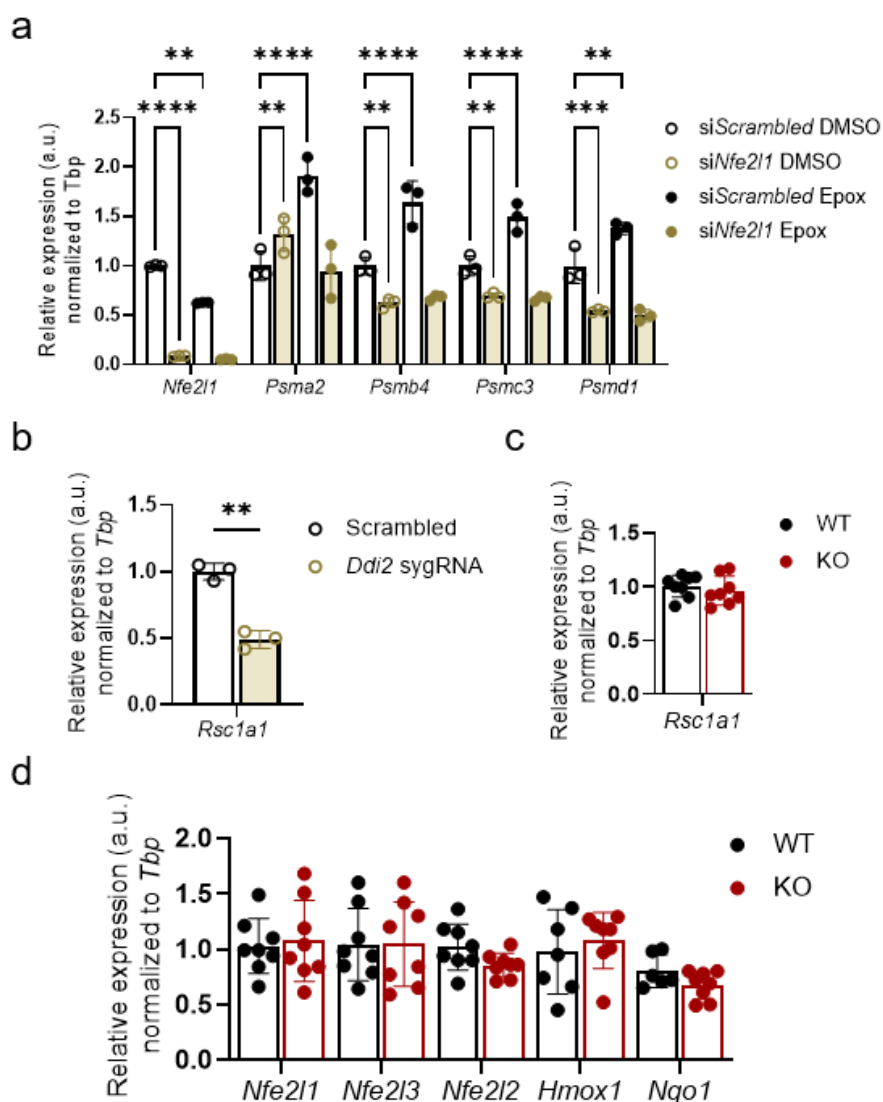 a
** **** **** **** **
**** ** ** ** ***
Relative expression (a.u.)
normalized to Tbp
2.5
2.0
1.5
1.0
0.5
0.0
Nfe2l1 Psma2 Psmb4 Psmc3 Psmd1
siScrambled DMSO
siNfe2l1 DMSO
siScrambled Epox
siNfe2l1 Epox
b
Relative expression (a.u.)
normalized to Tbp
1.5
1.0
0.5
0.0
**
Rsc1a1
Scrambled
Ddi2 sygRNA
c
Relative expression (a.u.)
normalized to Tbp
1.5
1.0
0.5
0.0
Rsc1a1
WT
KO
d
Relative expression (a.u.)
normalized to Tbp
2.0
1.5
1.0
0.5
0.0
Nfe2l1 Nfe2l3 Nfe2l2 Hmox1 Nqo1
WT
KO